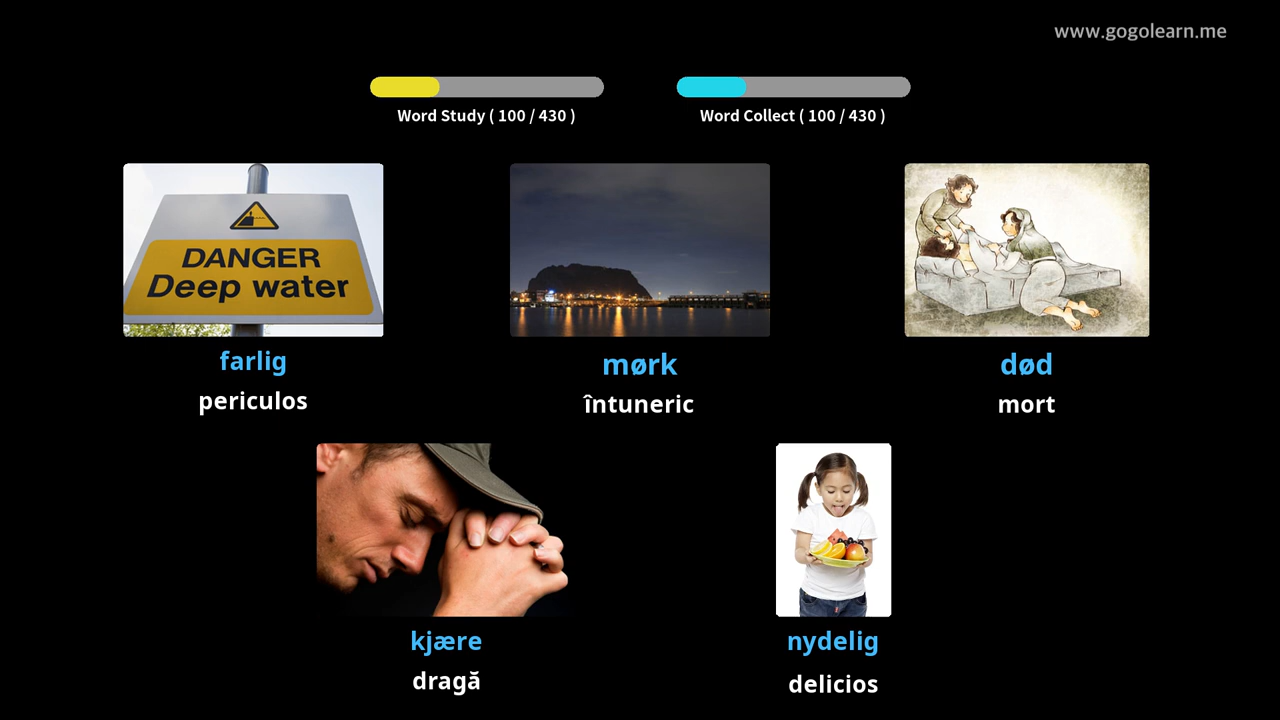 www.gogolearn.me
Word Study ( 100 / 430 )
Word Collect ( 100 / 430 )
DANGER
Deep water
farlig
mørk
død
periculos
întuneric
mort
kjære
nydelig
dragă
delicios